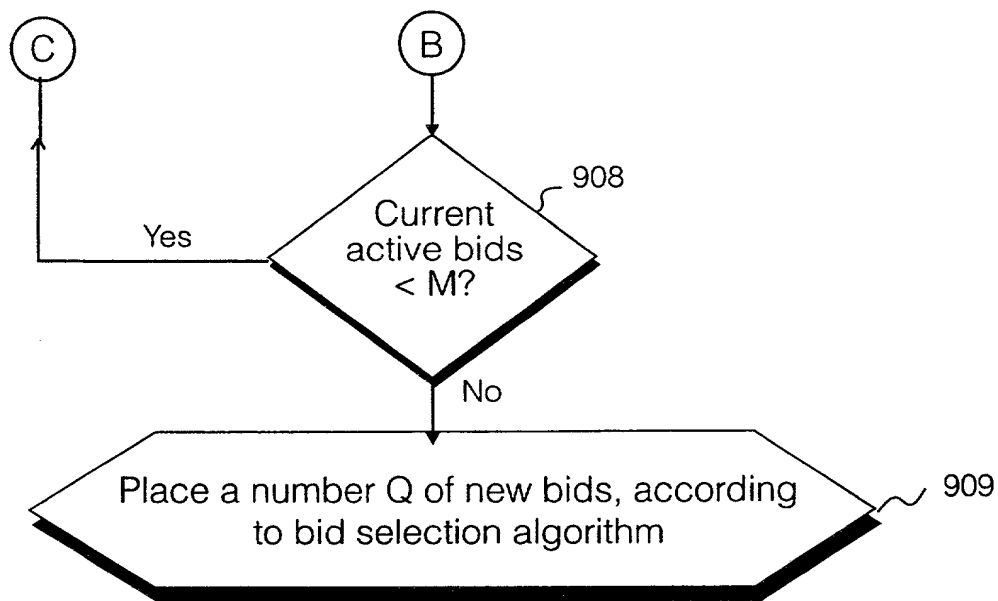 C
B
908
Current
active bids
< M?
Yes
No
Place a number Q of new bids, according
to bid selection algorithm
909